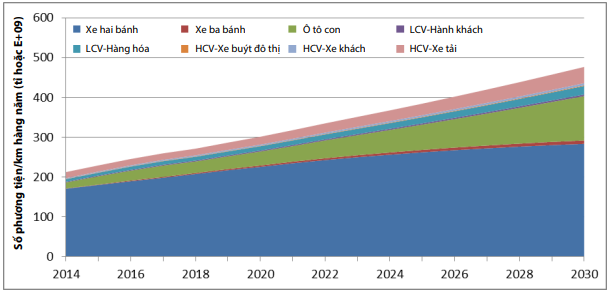 600
500
400
300
200
100
0
Số phương tiện/km hàng năm (tỉ hoặc E+09)
Xe hai bánh
Xe ba bánh
Ô tô con
LCV-Hành khách
LCV-Hàng hóa
HCV-Xe buýt đô thị
HCV-Xe khách
HCV-Xe tải
2014 2016 2018 2020 2022 2024 2026 2028 2030